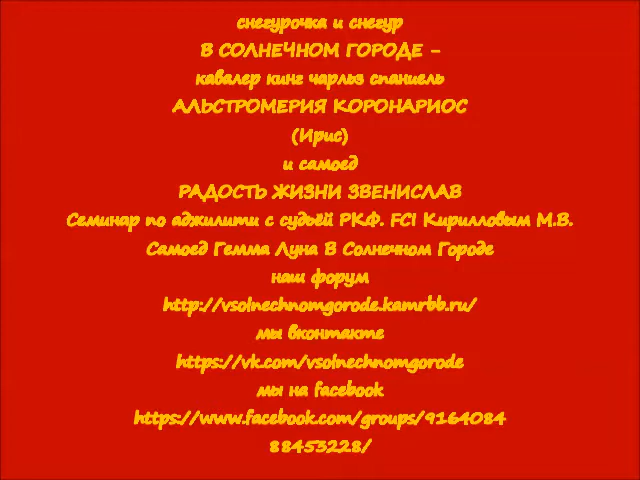 снегурочка и снегур
В СОЛНЕЧНОМ ГОРОДЕ -
кавалер кинг чарльз спаниель
АЛЬСТРОМЕРИЯ КОРОНАРИОС
(Ирис)
и самоед
РАДОСТЬ ЖИЗНИ ЗВЕНИСЛАВ
Семинар по аджилити с судьёй РКФ. FCI Кирилловым М.В.
Самоед Гемма Луна В Солнечном Городе
наш форум
http://vsolnechnomgorode.kamrbb.ru/
мы вконтакте
https://vk.com/vsolnechnomgorode
мы на facebook
https://www.facebook.com/groups/9164084
88453228/